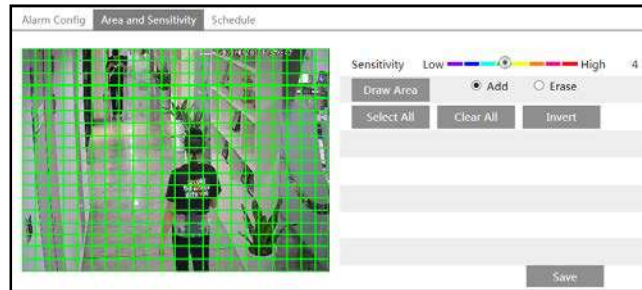 Alarm Config Area and Sensitivity Schedule
Sensitivity Low High 4
Draw Area Add Erase
Select All Clear All Invert
Save